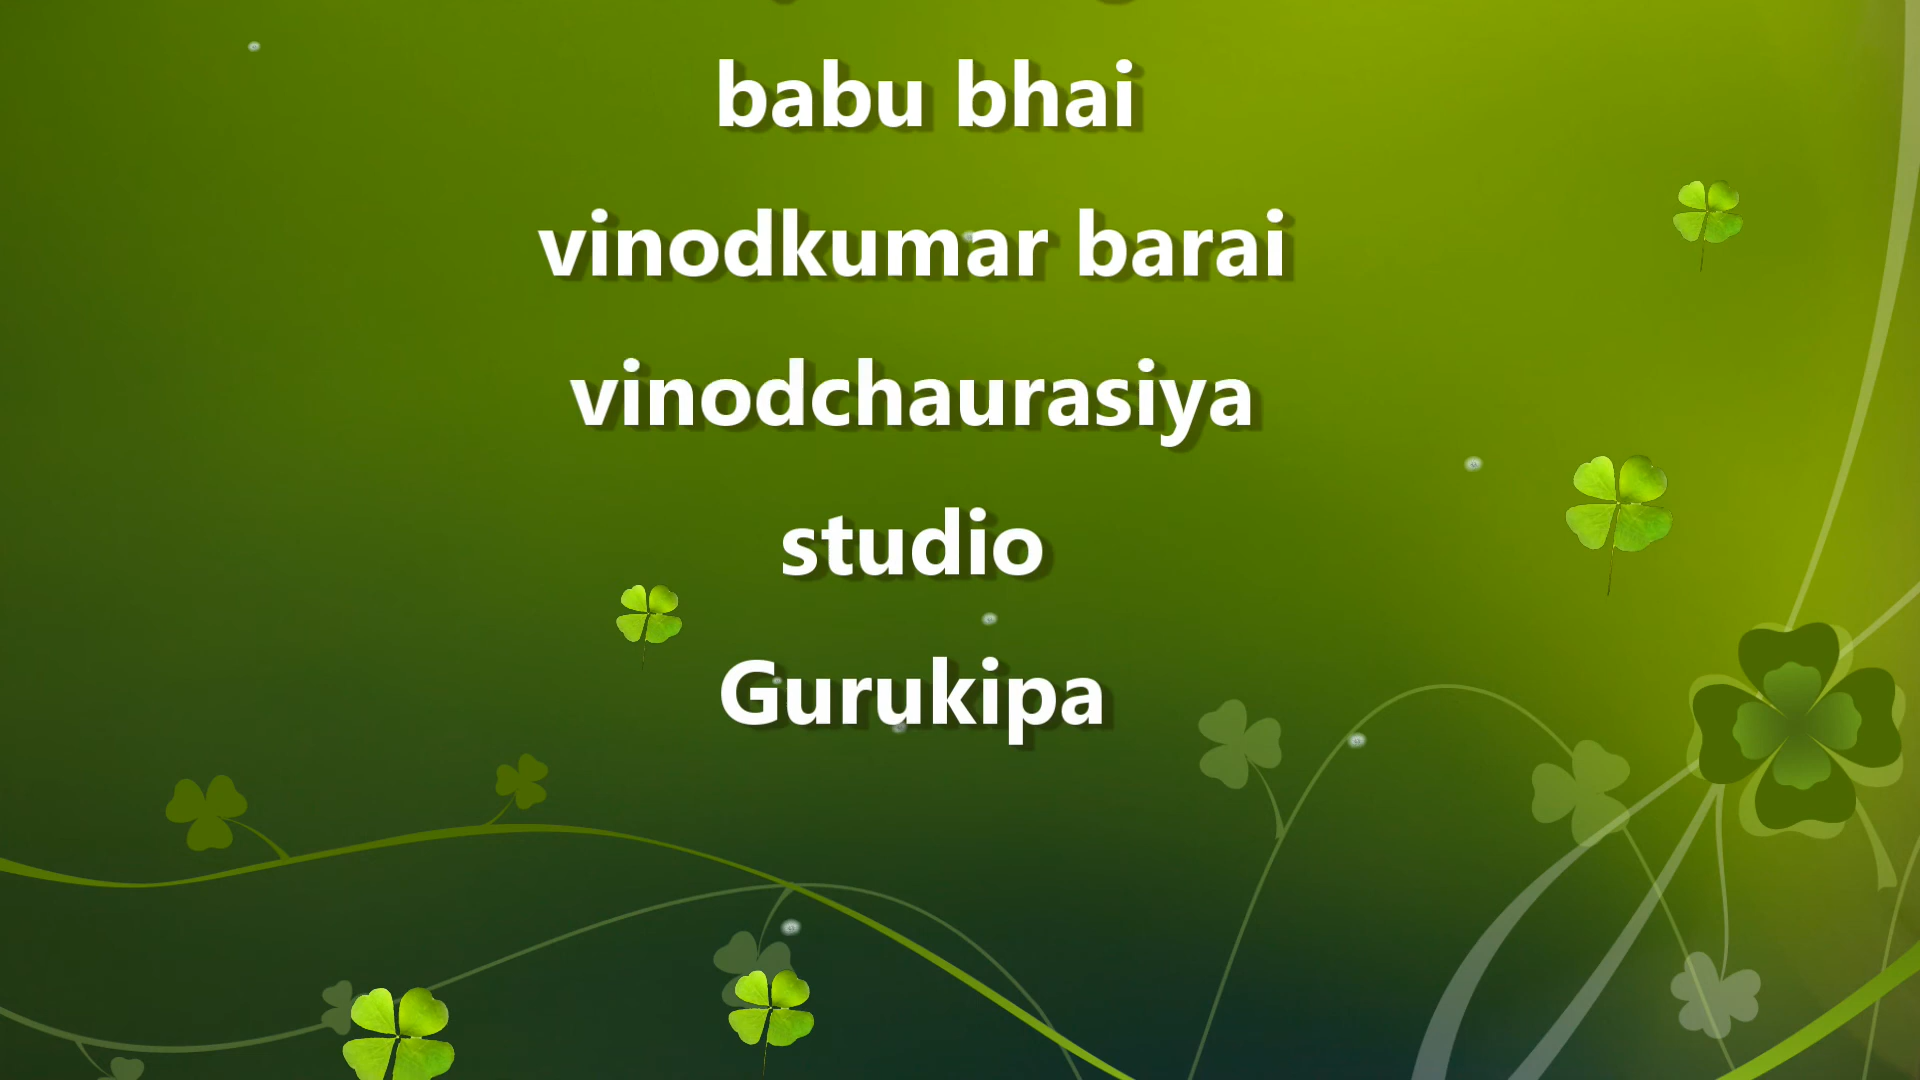 babu bhai
vinodkumar barai
vinodchaurasiya
studio
Gurukipa